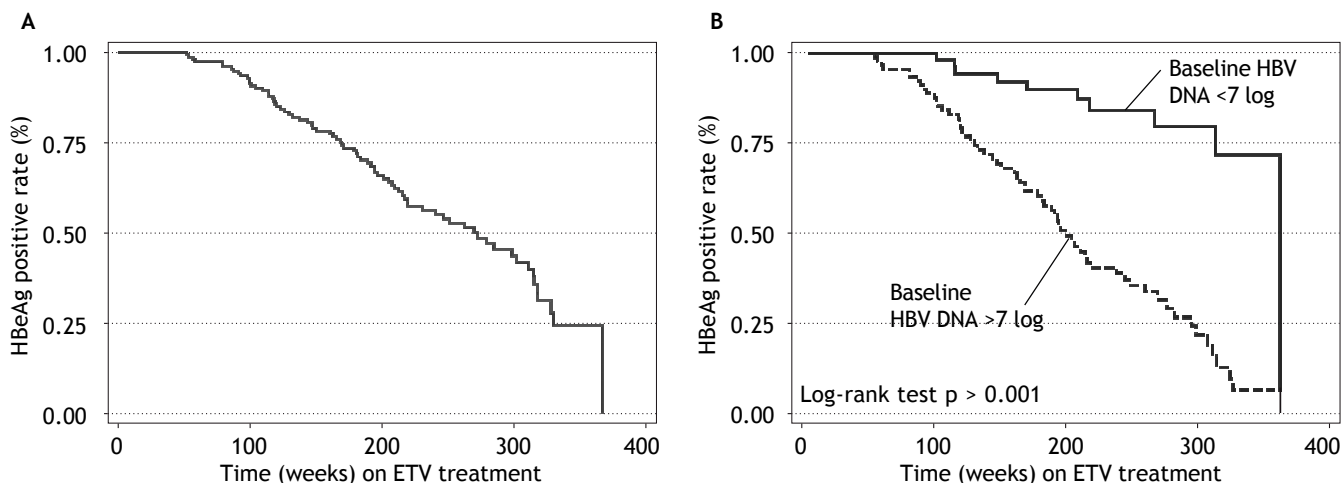 A
HBeAg positive rate (%)
1.00
0.75
0.50
0.25
0.00
0 100 200 300 400
Time (weeks) on ETV treatment
B
HBeAg positive rate (%)
1.00
0.75
0.50
0.25
0.00
Baseline HBV
DNA <7 log
Baseline
HBV DNA >7 log
Log-rank test p > 0.001
0 100 200 300 400
Time (weeks) on ETV treatment